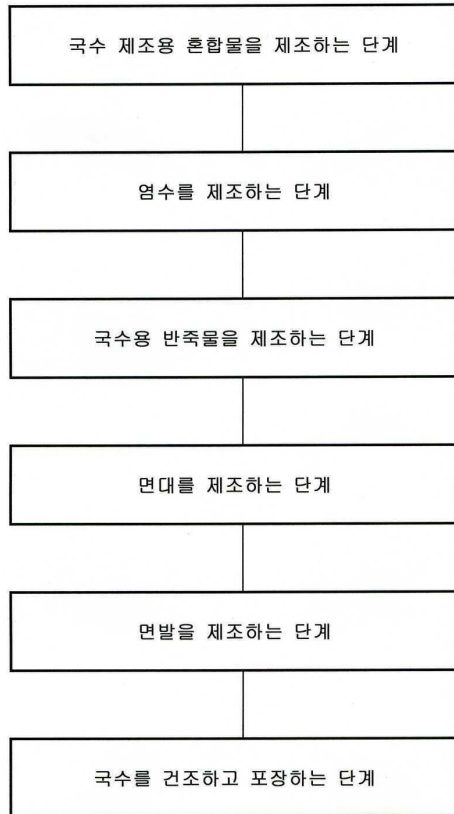 국수 제조용 혼합물을 제조하는 단계
염수를 제조하는 단계
국수용 반죽물을 제조하는 단계
면대를 제조하는 단계
면발을 제조하는 단계
국수를 건조하고 포장하는 단계